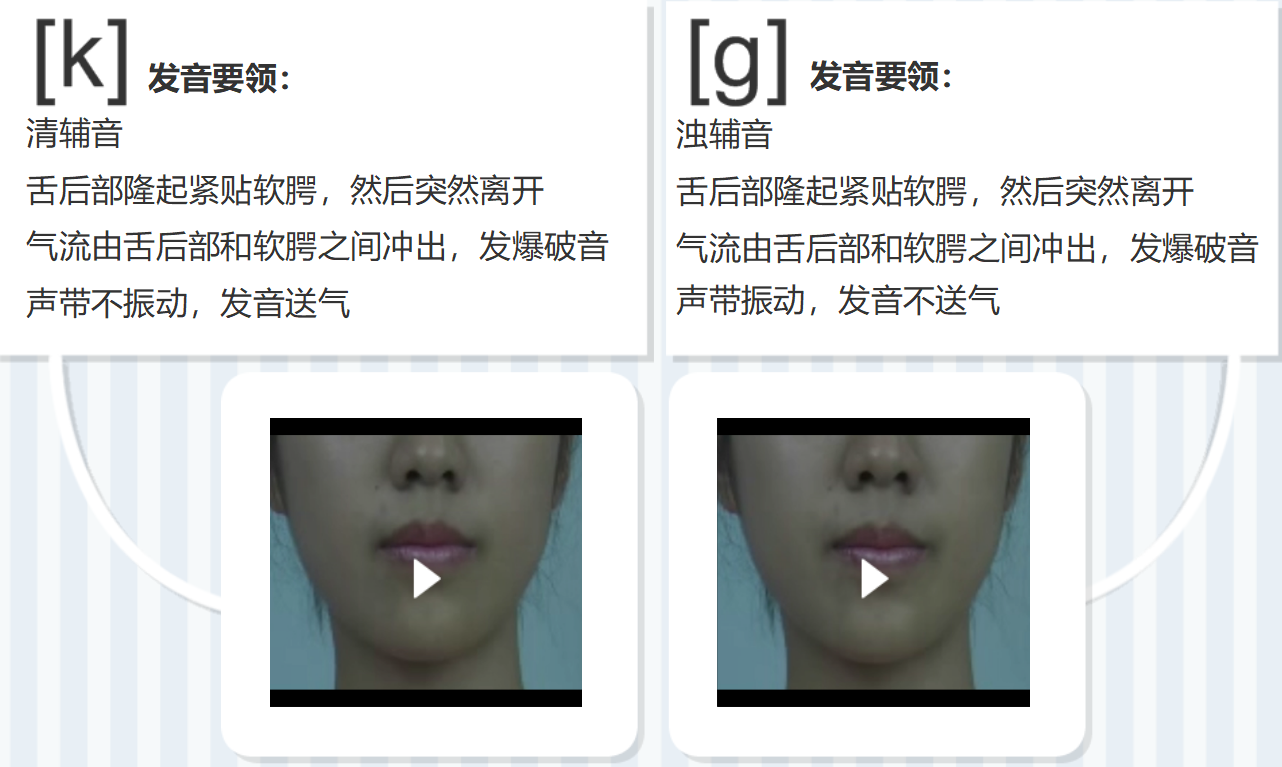 [k] 发音要领：
清辅音
舌后部隆起紧贴软腭，然后突然离开
气流由舌后部和软腭之间冲出，发爆破音
声带不振动，发音送气
[g] 发音要领：
浊辅音
舌后部隆起紧贴软腭，然后突然离开
气流由舌后部和软腭之间冲出，发爆破音
声带振动，发音不送气